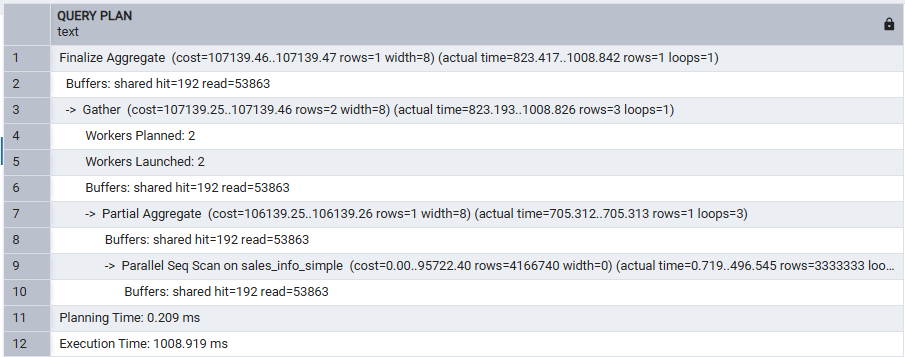 QUERY PLAN
text
1 Finalize Aggregate (cost=107139.46..107139.47 rows=1 width=8) (actual time=823.417..1008.842 rows=1 loops=1)
2 Buffers: shared hit=192 read=53863
3 -> Gather (cost=107139.25..107139.46 rows=2 width=8) (actual time=823.193..1008.826 rows=3 loops=1)
4 Workers Planned: 2
5 Workers Launched: 2
6 Buffers: shared hit=192 read=53863
7 -> Partial Aggregate (cost=106139.25..106139.26 rows=1 width=8) (actual time=705.312..705.313 rows=1 loops=3)
8 Buffers: shared hit=192 read=53863
9 -> Parallel Seq Scan on sales_info_simple (cost=0.00..95722.40 rows=4166740 width=0) (actual time=0.719..496.545 rows=3333333 loo...
10 Buffers: shared hit=192 read=53863
11 Planning Time: 0.209 ms
12 Execution Time: 1008.919 ms